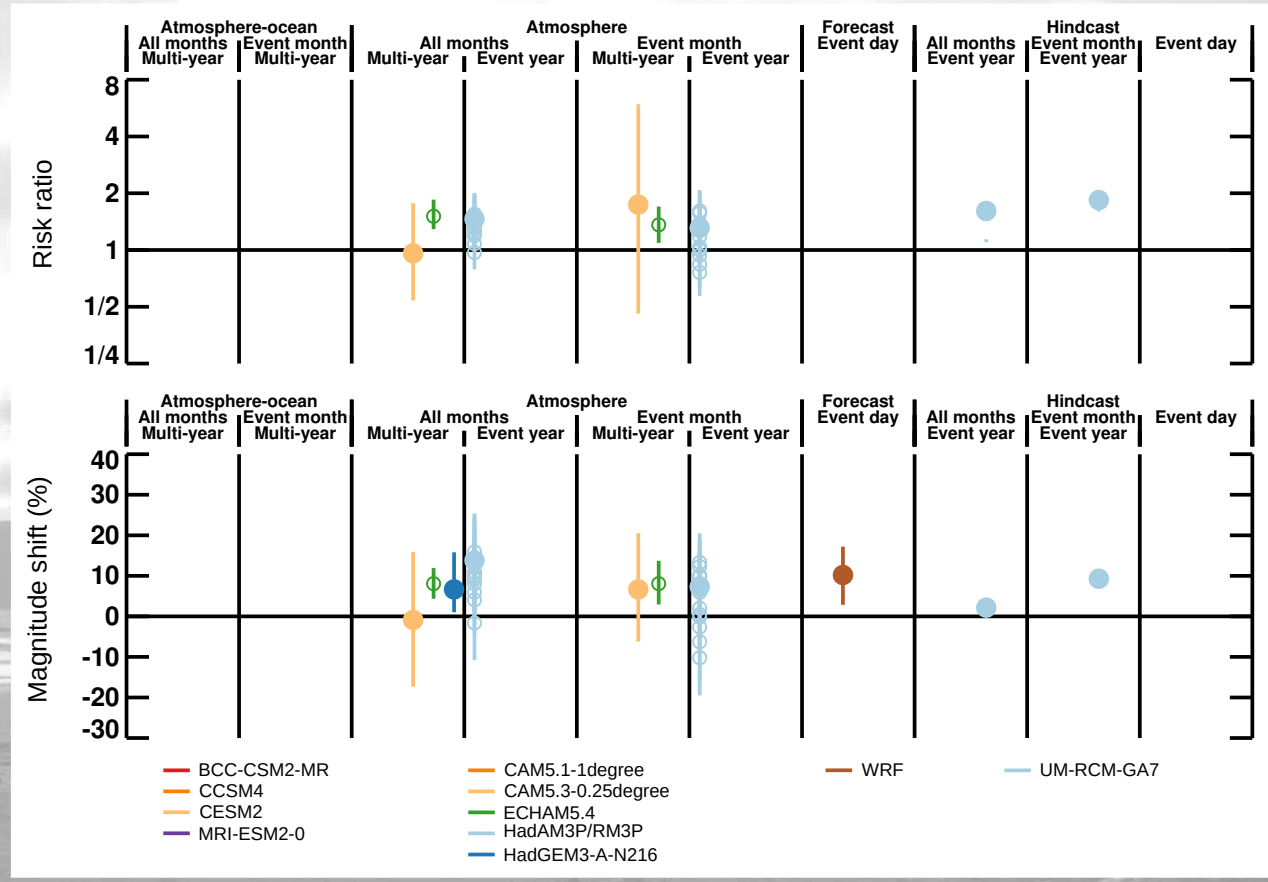 Atmosphere-ocean Atmosphere Forecast Hindcast
All months Event month All months Event month Event day All months Event month Event day
Multi-year Multi-year Multi-year Event year Multi-year Event year Event year Event year
Risk ratio
8
4
2
1
1/2
1/4
Atmosphere-ocean Atmosphere Forecast Hindcast
All months Event month All months Event month Event day All months Event month Event day
Multi-year Multi-year Multi-year Event year Multi-year Event year Event year Event year
Magnitude shift (%)
40
30
20
10
0
-10
-20
-30
BCC-CSM2-MR CAM5.1-1degree WRF UM-RCM-GA7
CCSM4 CAM5.3-0.25degree
CESM2 ECHAM5.4
MRI-ESM2-0 HadAM3P/RM3P
HadGEM3-A-N216